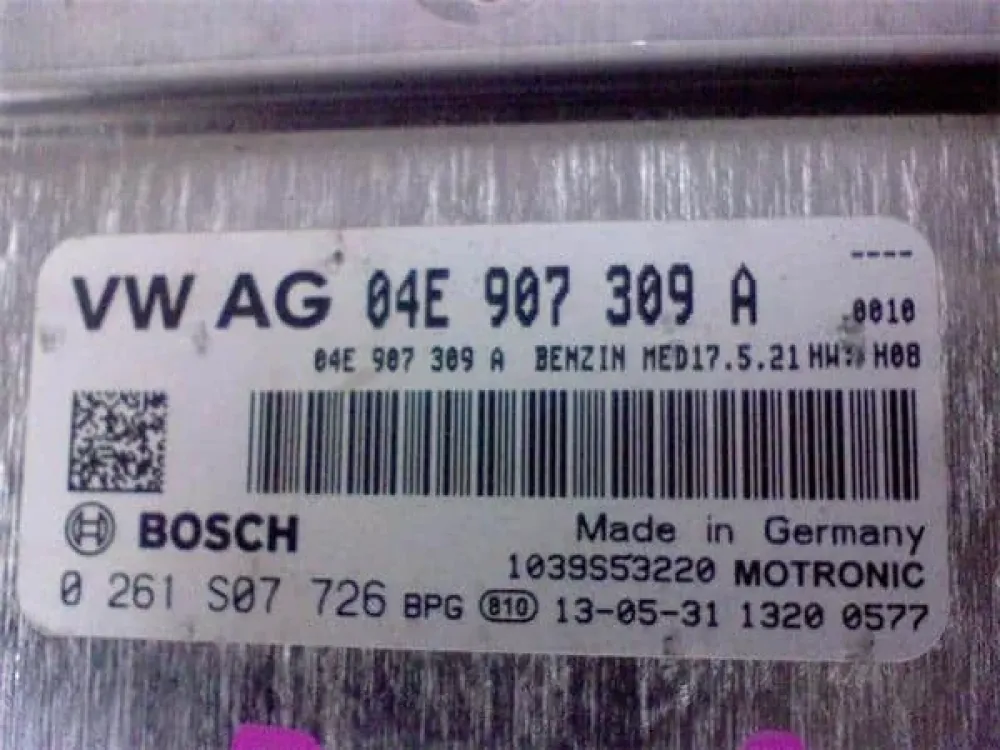 ----
VW AG 04E 907 309 A 0010
04E 907 309 A BENZIN MED17.5.21 HW: H08
BOSCH Made in Germany
1039S53220 MOTRONIC
0 261 S07 726 BPG 810 13-05-31 1320 0577